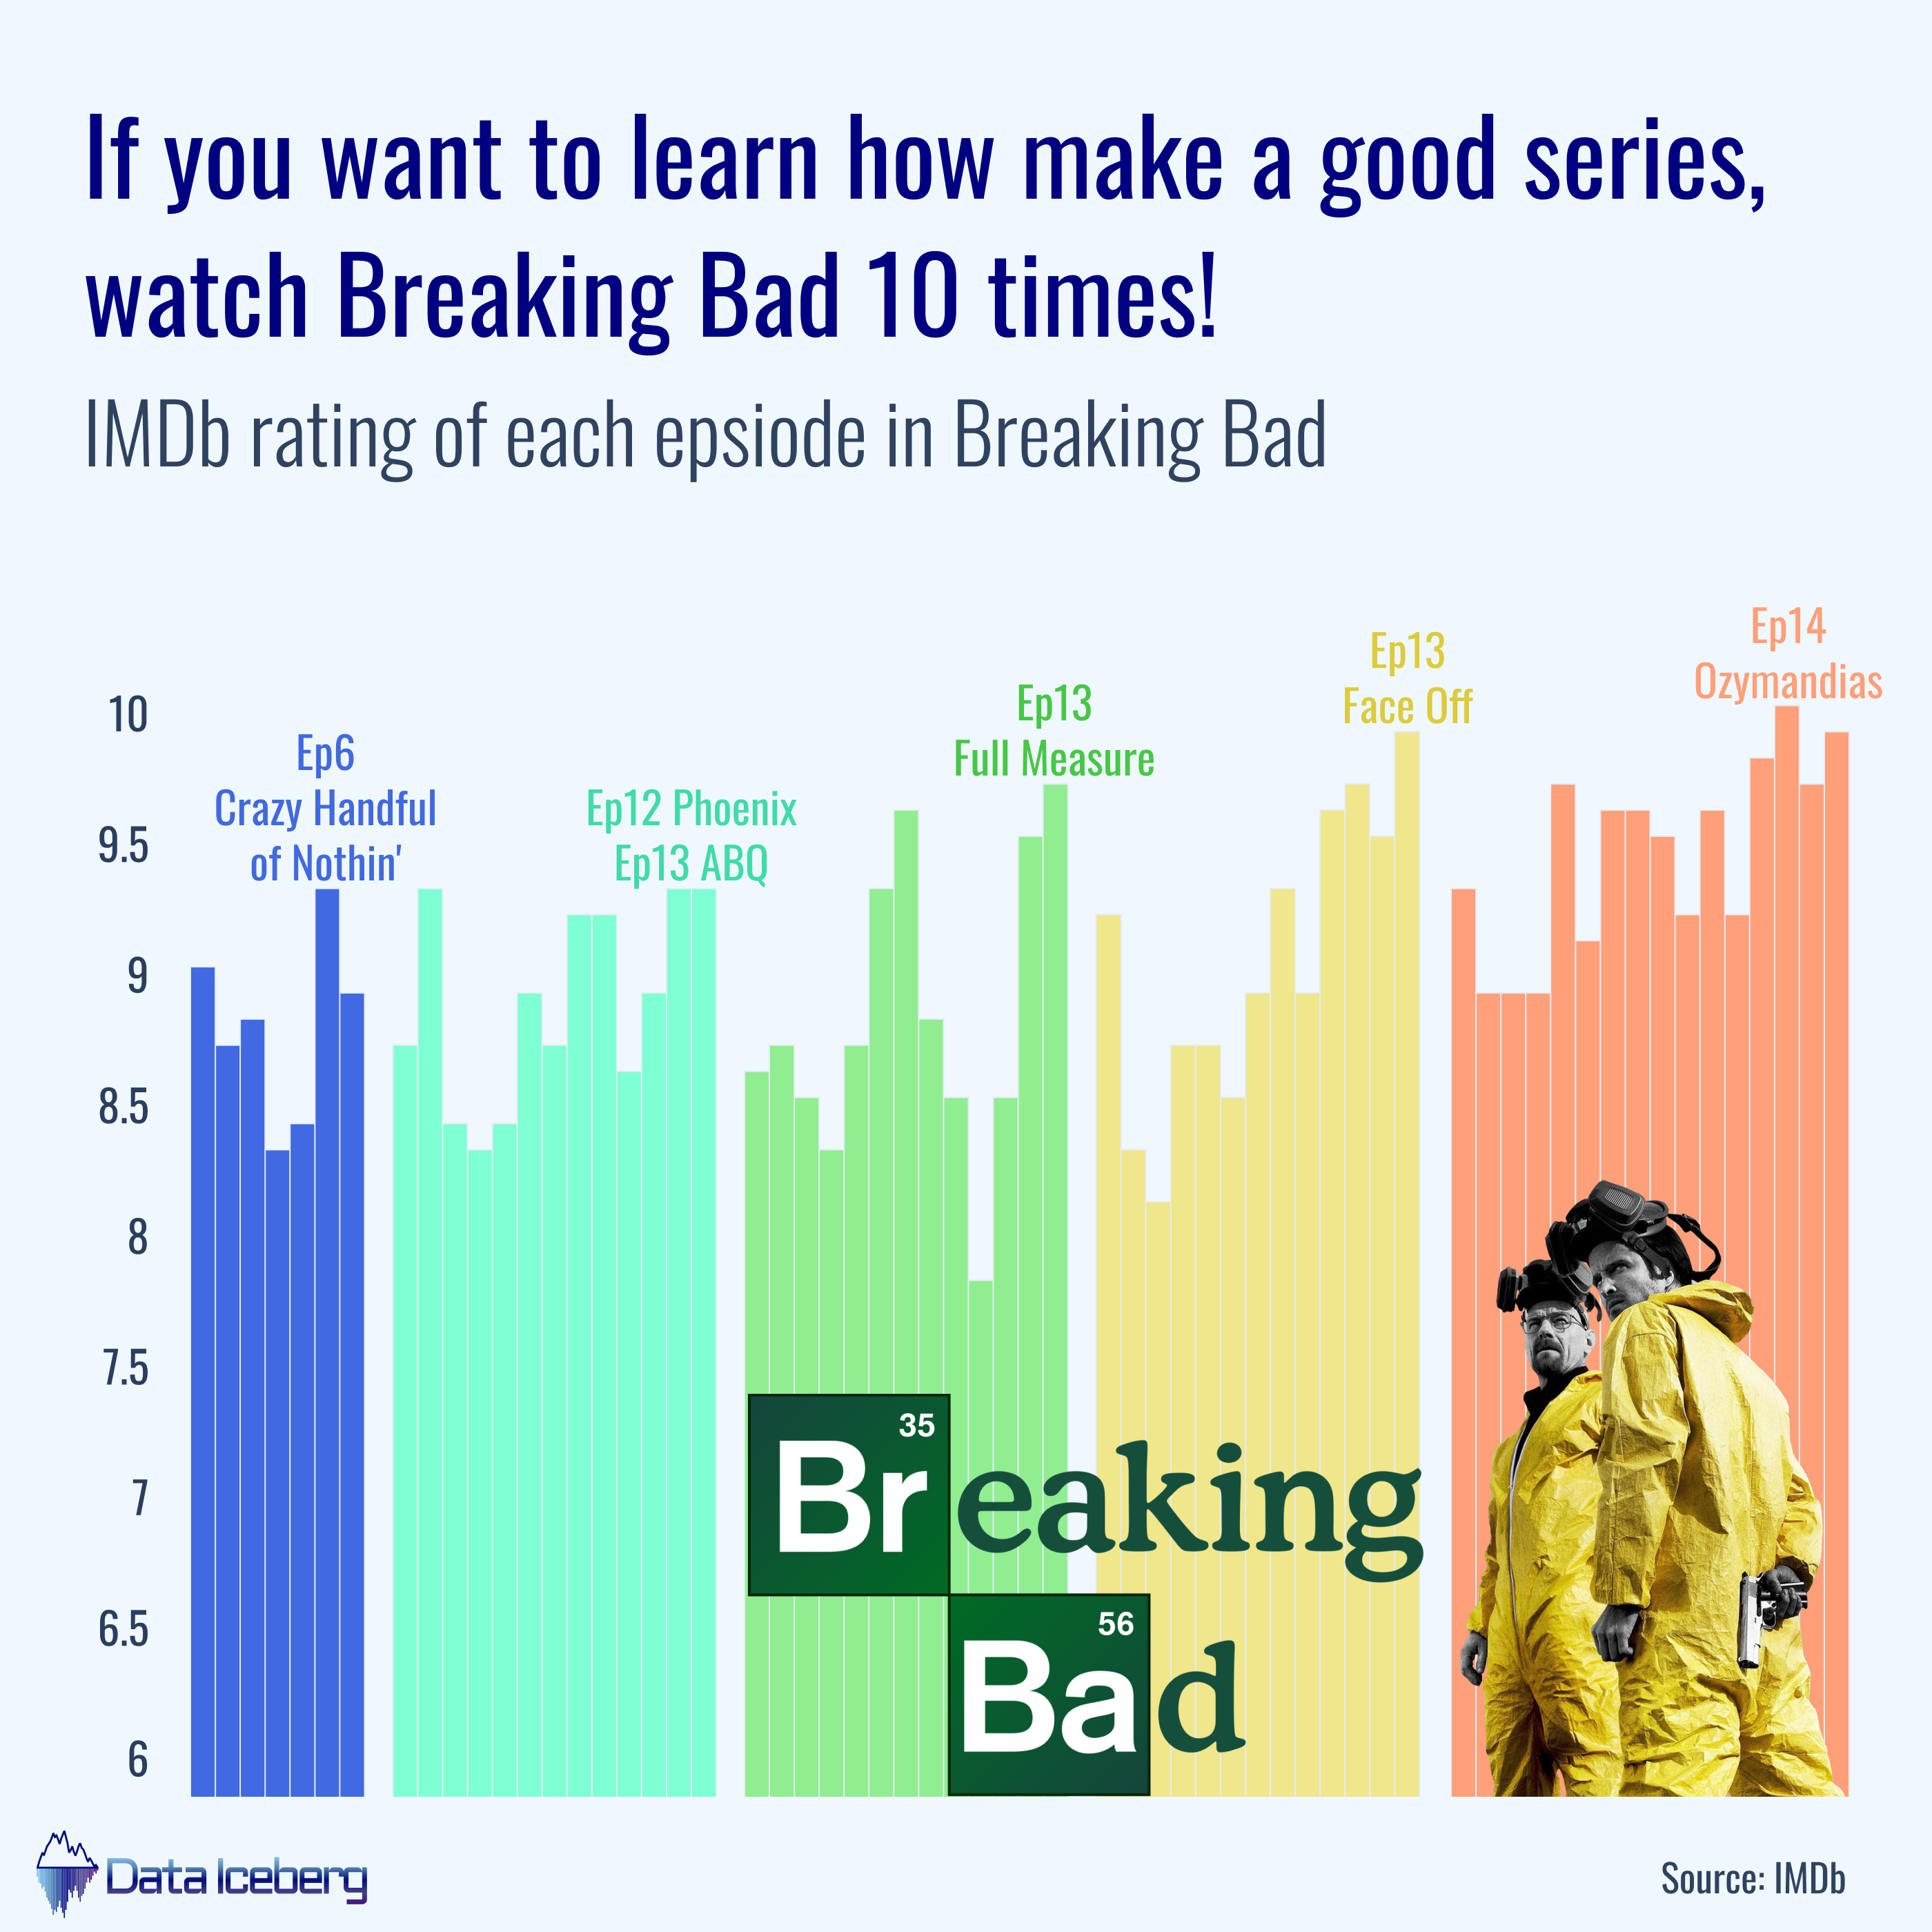 If you want to learn how make a good series,
watch Breaking Bad 10 times!
IMDb rating of each epsiode in Breaking Bad
Ep14
Ozymandias
Ep13
Face Off
Ep13
Full Measure
Ep6
Crazy Handful
of Nothin'
Ep12 Phoenix
Ep13 ABQ
10
9.5
9
8.5
8
7.5
7
6.5
6
35
Breaking
56
Bad
Data Iceberg
Source: IMDb